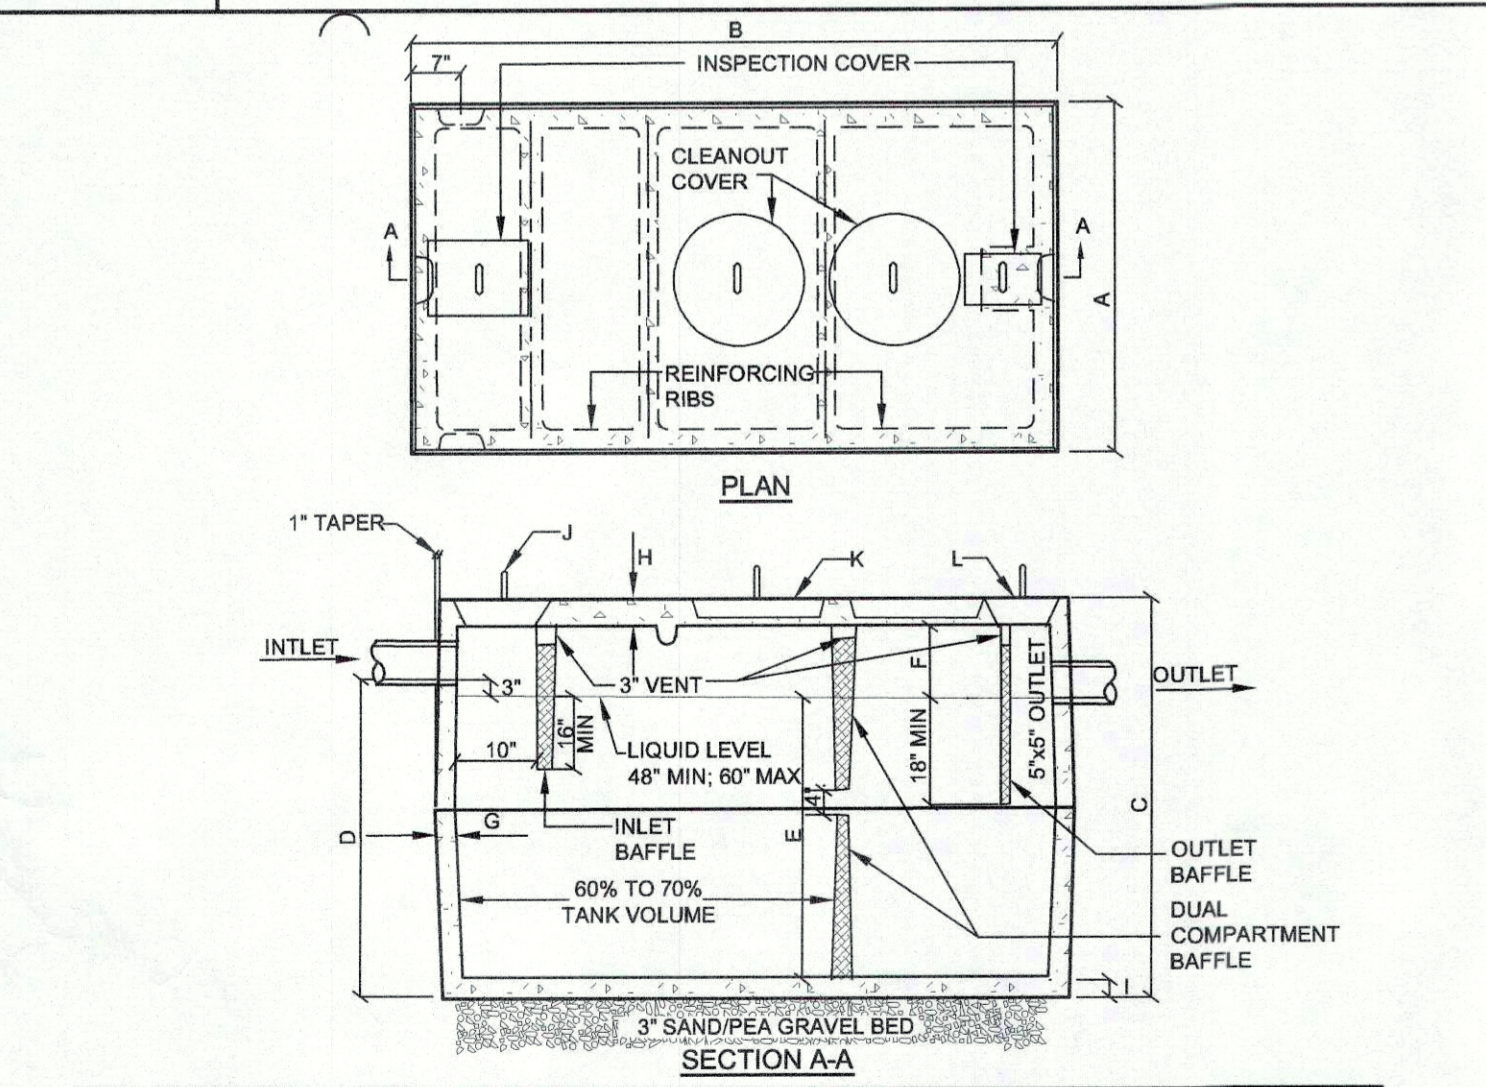 B
7"
INSPECTION COVER
CLEANOUT
COVER
A
A
A
REINFORCING
RIBS
PLAN
1" TAPER
J
H
K
L
INTLET
3"
3" VENT
F
5"x5" OUTLET
OUTLET
10"
16"
MIN
LIQUID LEVEL
48" MIN; 60" MAX
18" MIN
4"
C
D
G
E
INLET
BAFFLE
OUTLET
BAFFLE
60% TO 70%
TANK VOLUME
DUAL
COMPARTMENT
BAFFLE
I
3" SAND/PEA GRAVEL BED
SECTION A-A